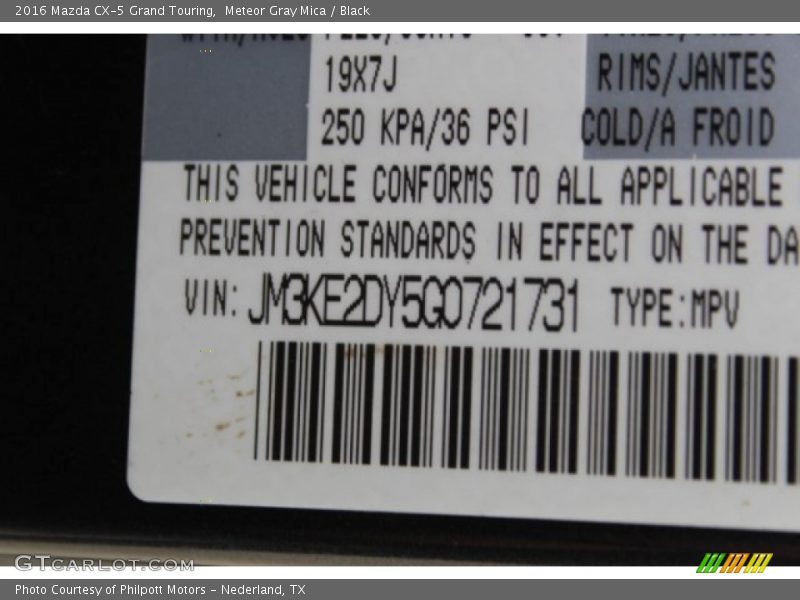 2016 Mazda CX-5 Grand Touring, Meteor Gray Mica / Black
19X7J RIMS/JANTES
250 KPA/36 PSI COLD/A FROID
THIS VEHICLE CONFORMS TO ALL APPLICABLE
PREVENTION STANDARDS IN EFFECT ON THE DA
VIN: JM3KE2DY5G0721731 TYPE:MPV
GTCARLOT.COM
Photo Courtesy of Philpott Motors - Nederland, TX